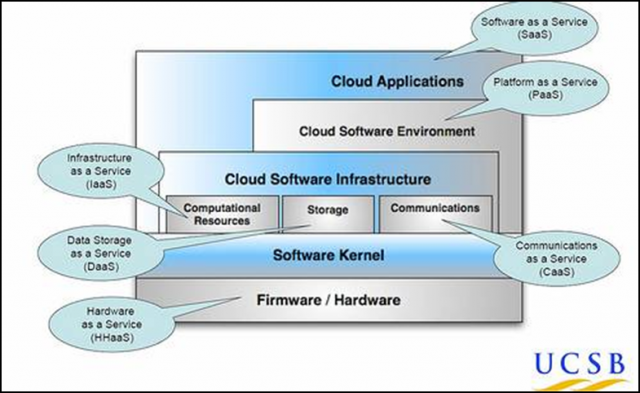 Software as a Service
(SaaS)
Cloud Applications
Platform as a Service
(PaaS)
Cloud Software Environment
Infrastructure
as a Service
(IaaS)
Cloud Software Infrastructure
Computational
Resources
Storage
Communications
Data Storage
as a Service
(DaaS)
Software Kernel
Communications
as a Service
(CaaS)
Firmware / Hardware
Hardware
as a Service
(HHaaS)
UCSB